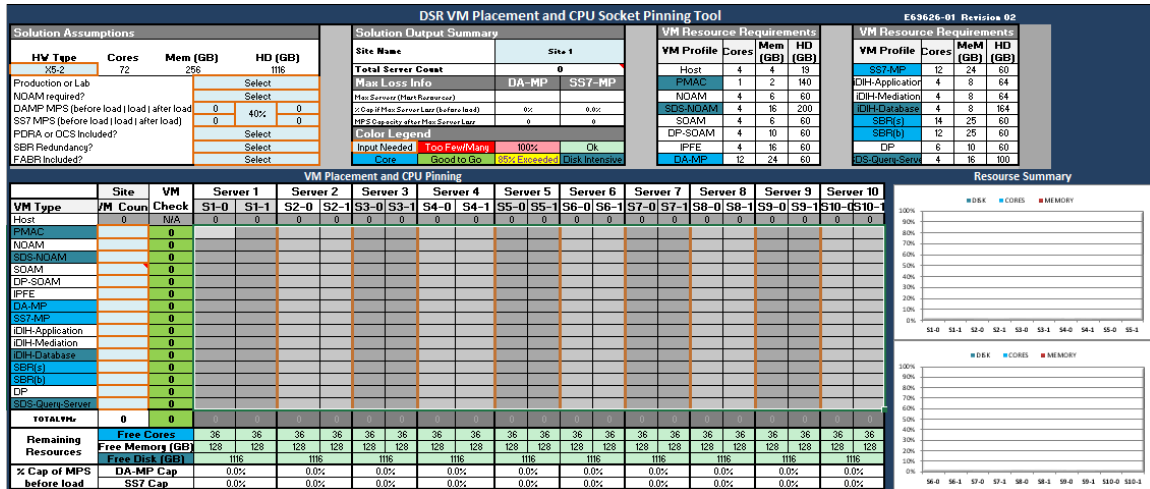 DSR VM Placement and CPU Socket Pinning Tool E69626-01 Revision 02
Solution Assumptions
HV Type Cores Mem (GB) HD (GB)
X5-2 72 256 1116
Production or Lab Select
NOAM required? Select
DAMP MPS (before load | load | after load) 0 40% 0
SS7 MPS (before load | load | after load) 0 0
PDRA or OCS Included? Select
SBR Redundancy? Select
FABR Included? Select
Solution Output Summary
Site Name Site 1
Total Server Count 0
Max Loss Info DA-MP SS7-MP
Max Servers (Most Resources)
% Cap if Max Server Loss (before load) 0% 0.0%
MPS Capacity after Max Server Loss 0 0
Color Legend
Input Needed Too Few/Many 100% Ok
Core Good to Go 85% Exceeded Disk Intensive
VM Resource Requirements
VM Profile Cores Mem (GB) HD (GB)
Host 4 4 19
PMAC 1 2 140
NOAM 4 6 60
SDS-NOAM 4 16 200
SOAM 4 6 60
DP-SOAM 4 10 60
IPFE 4 16 60
DA-MP 12 24 60
VM Resource Requirements
VM Profile Cores MeM (GB) HD (GB)
SS7-MP 12 24 60
iDIH-Application 4 8 64
iDIH-Mediation 4 8 64
iDIH-Database 4 8 164
SBR(s) 14 25 60
SBR(b) 12 25 60
DP 6 10 60
SDS-Query-Serve 4 16 100
VM Placement and CPU Pinning
Site VM Server 1 Server 2 Server 3 Server 4 Server 5 Server 6 Server 7 Server 8 Server 9 Server 10
VM Type /M Coun Check S1-0 S1-1 S2-0 S2-1 S3-0 S3-1 S4-0 S4-1 S5-0 S5-1 S6-0 S6-1 S7-0 S7-1 S8-0 S8-1 S9-0 S9-1 S10-0 S10-1
Host 0 N/A 0 0 0 0 0 0 0 0 0 0 0 0 0 0 0 0 0 0 0 0
PMAC 0
NOAM 0
SDS-NOAM 0
SOAM 0
DP-SOAM 0
IPFE 0
DA-MP 0
SS7-MP 0
iDIH-Application 0
iDIH-Mediation 0
iDIH-Database 0
SBR(s) 0
SBR(b) 0
DP 0
SDS-Query-Server 0
TOTAL VMs 0 0 0 0 0 0 0 0 0 0 0 0 0 0 0 0 0 0 0 0 0 0
Remaining Resources
Free Cores 36 36 36 36 36 36 36 36 36 36 36 36 36 36 36 36 36 36 36 36
Free Memory (GB) 128 128 128 128 128 128 128 128 128 128 128 128 128 128 128 128 128 128 128 128
Free Disk (GB) 1116 1116 1116 1116 1116 1116 1116 1116 1116 1116
% Cap of MPS before load
DA-MP Cap 0.0% 0.0% 0.0% 0.0% 0.0% 0.0% 0.0% 0.0% 0.0% 0.0%
SS7 Cap 0.0% 0.0% 0.0% 0.0% 0.0% 0.0% 0.0% 0.0% 0.0% 0.0%
Resourse Summary
DISK CORES MEMORY
100%
90%
80%
70%
60%
50%
40%
30%
20%
10%
0%
S1-0 S1-1 S2-0 S2-1 S3-0 S3-1 S4-0 S4-1 S5-0 S5-1
DISK CORES MEMORY
100%
90%
80%
70%
60%
50%
40%
30%
20%
10%
0%
S6-0 S6-1 S7-0 S7-1 S8-0 S8-1 S9-0 S9-1 S10-0 S10-1